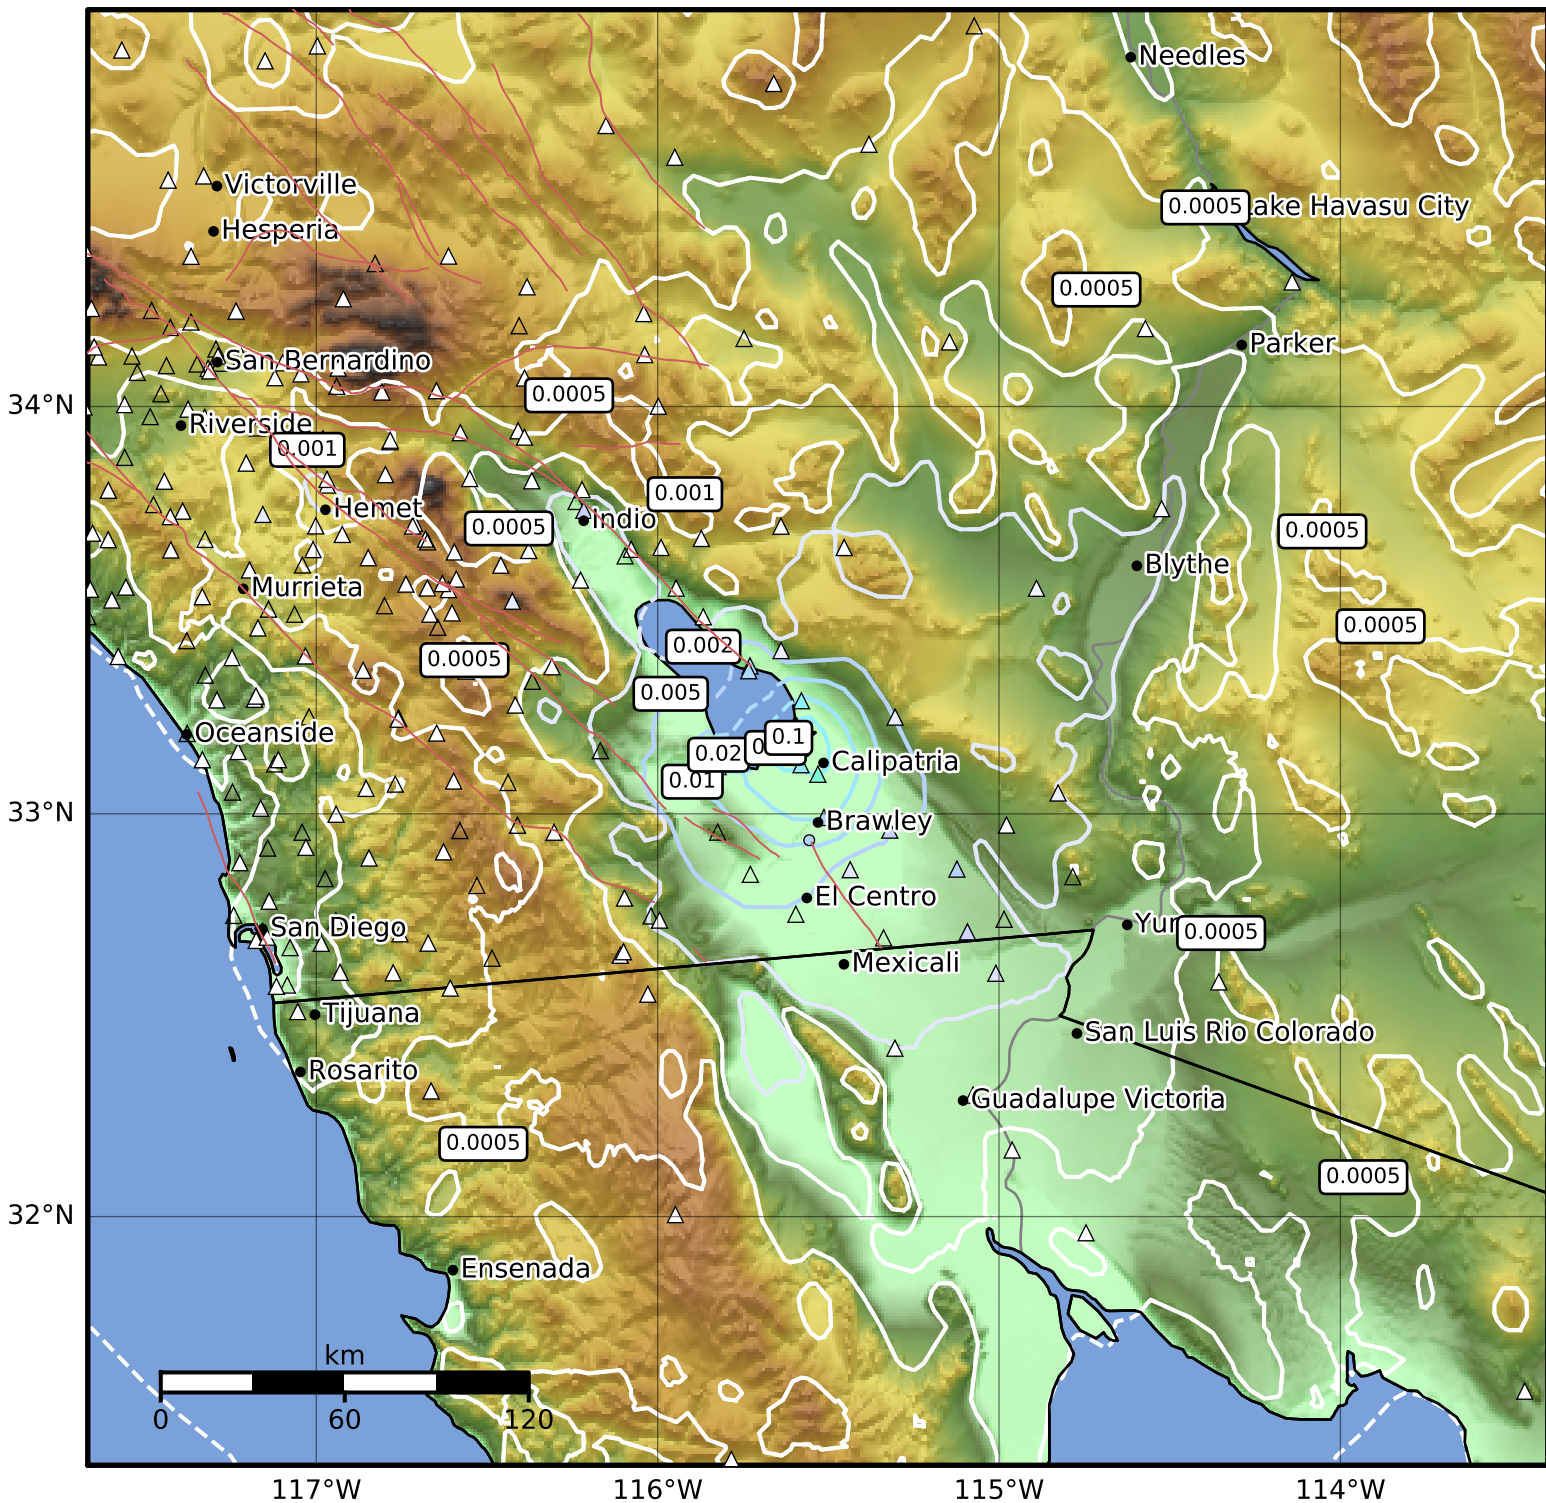 Needles
Victorville
0.0005
Lake Havasu City
Hesperia
0.0005
San Bernardino
Parker
0.0005
34°N
Riverside
0.001
0.001
Hemet
Indio
0.0005
0.0005
Blythe
Murrieta
0.0005
0.002
0.0005
0.005
Oceanside
0.1
0.02
Calipatria
0.01
33°N
Brawley
El Centro
San Diego
0.0005
Mexicali
Tijuana
San Luis Rio Colorado
Rosarito
Guadalupe Victoria
0.0005
0.0005
32°N
Ensenada
km
0 60 120
117°W 116°W 115°W 114°W